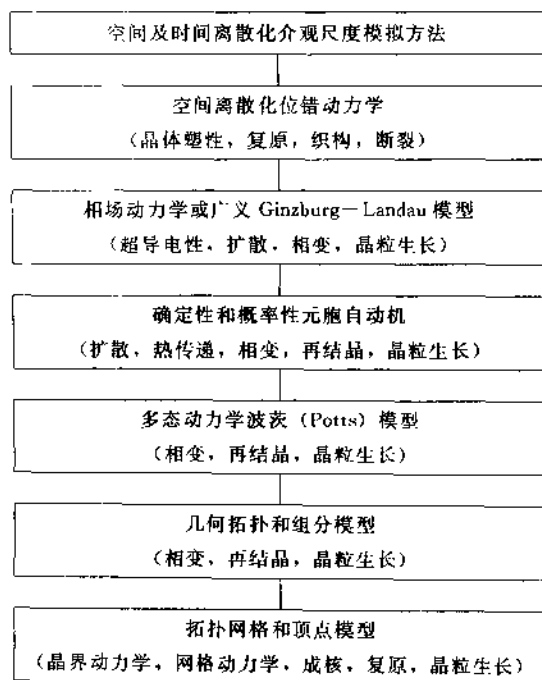 空间及时间离散化介观尺度模拟方法
空间离散化位错动力学
(晶体塑性, 复原, 织构, 断裂)
相场动力学或广义 Ginzburg—Landau 模型
(超导电性, 扩散, 相变, 晶粒生长)
确定性和概率性元胞自动机
(扩散, 热传递, 相变, 再结晶, 晶粒生长)
多态动力学波茨 (Potts) 模型
(相变, 再结晶, 晶粒生长)
几何拓扑和组分模型
(相变, 再结晶, 晶粒生长)
拓扑网格和顶点模型
(晶界动力学, 网格动力学, 成核, 复原, 晶粒生长)